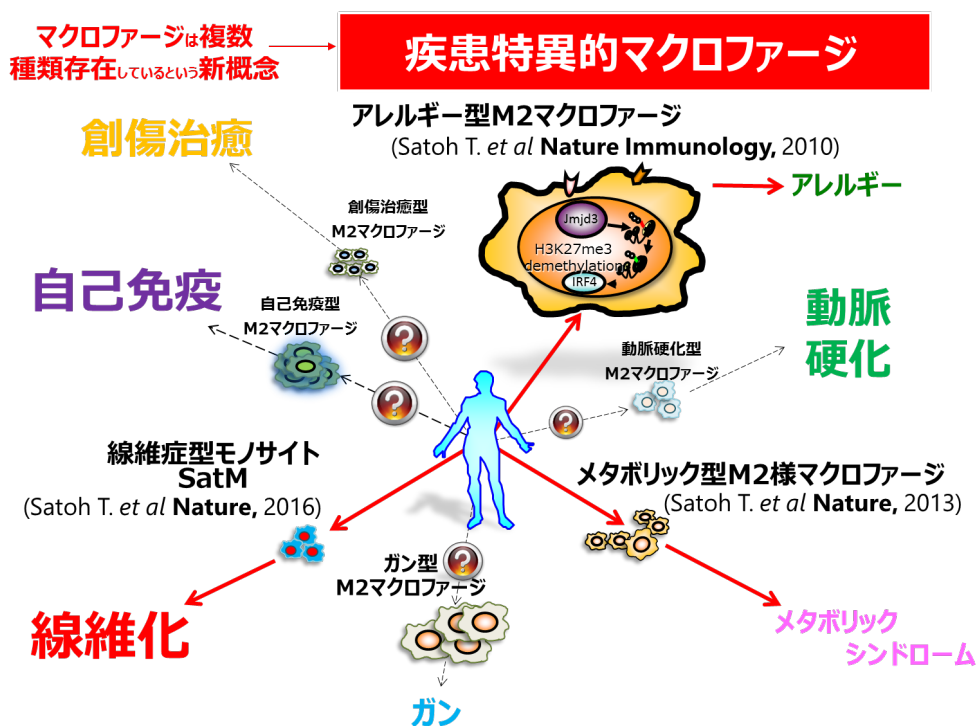 マクロファージは複数
種類存在しているという新概念
疾患特異的マクロファージ
アレルギー型M2マクロファージ
(Satoh T. et al Nature Immunology, 2010)
創傷治癒
アレルギー
創傷治癒型
M2マクロファージ
Jmjd3
H3K27me3
demethylation
IRF4
自己免疫
自己免疫型
M2マクロファージ
?
動脈
硬化
動脈硬化型
M2マクロファージ
?
?
線維症型モノサイト
SatM
(Satoh T. et al Nature, 2016)
メタボリック型M2様マクロファージ
(Satoh T. et al Nature, 2013)
?
ガン型
M2マクロファージ
線維化
メタボリック
シンドローム
ガン